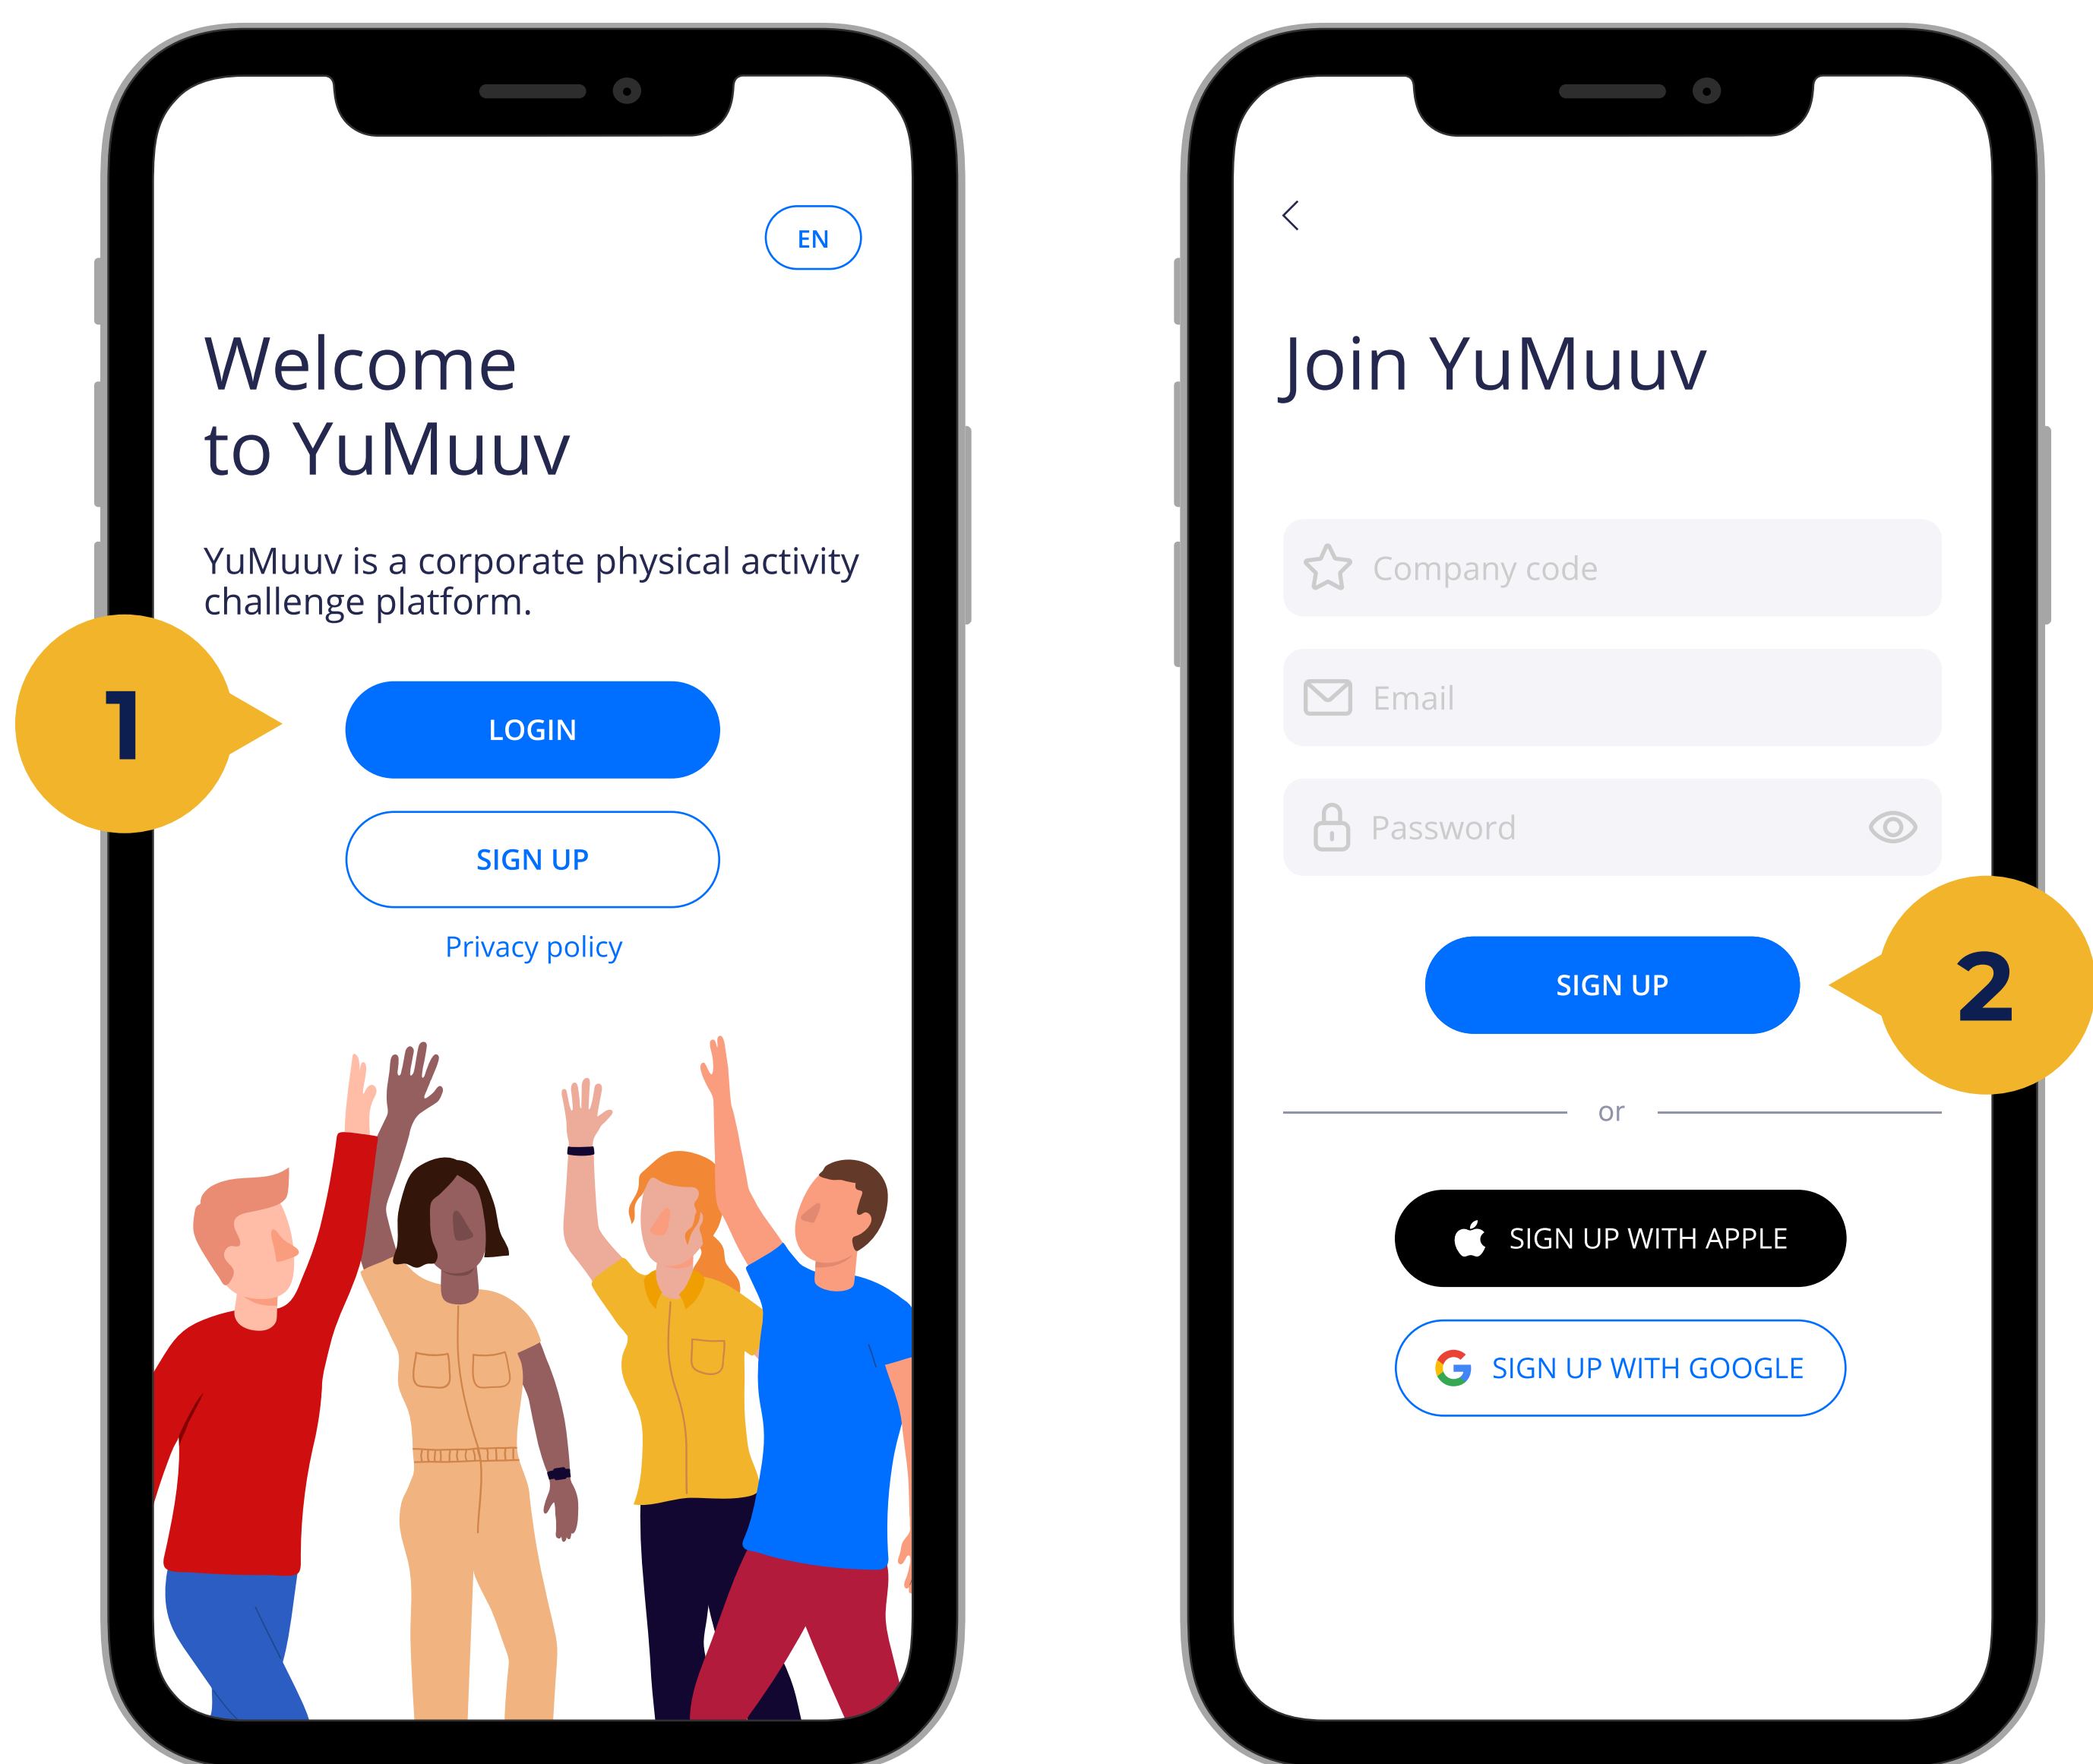 EN
Welcome
to YuMuuv
YuMuuv is a corporate physical activity
challenge platform.
1
LOGIN
SIGN UP
Privacy policy
Join YuMuuv
Company code
Email
Password
SIGN UP
2
or
SIGN UP WITH APPLE
SIGN UP WITH GOOGLE